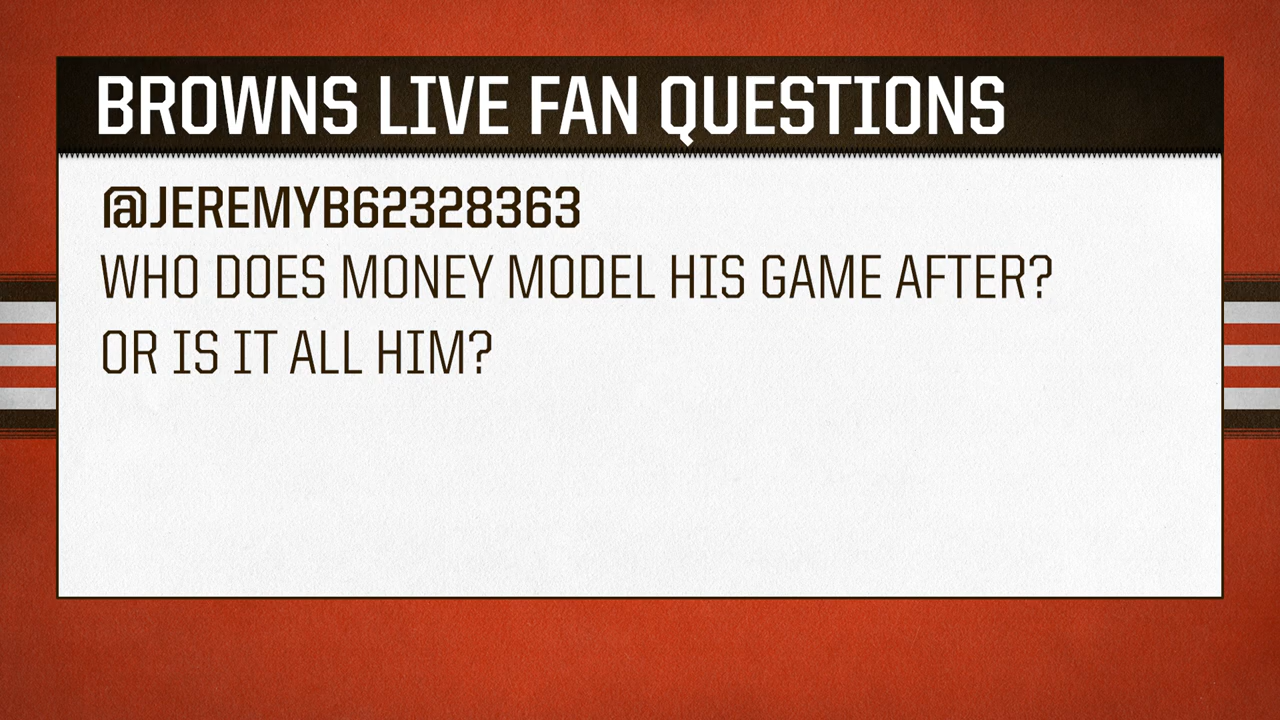 BROWNS LIVE FAN QUESTIONS
@JEREMYB62328363
WHO DOES MONEY MODEL HIS GAME AFTER?
OR IS IT ALL HIM?